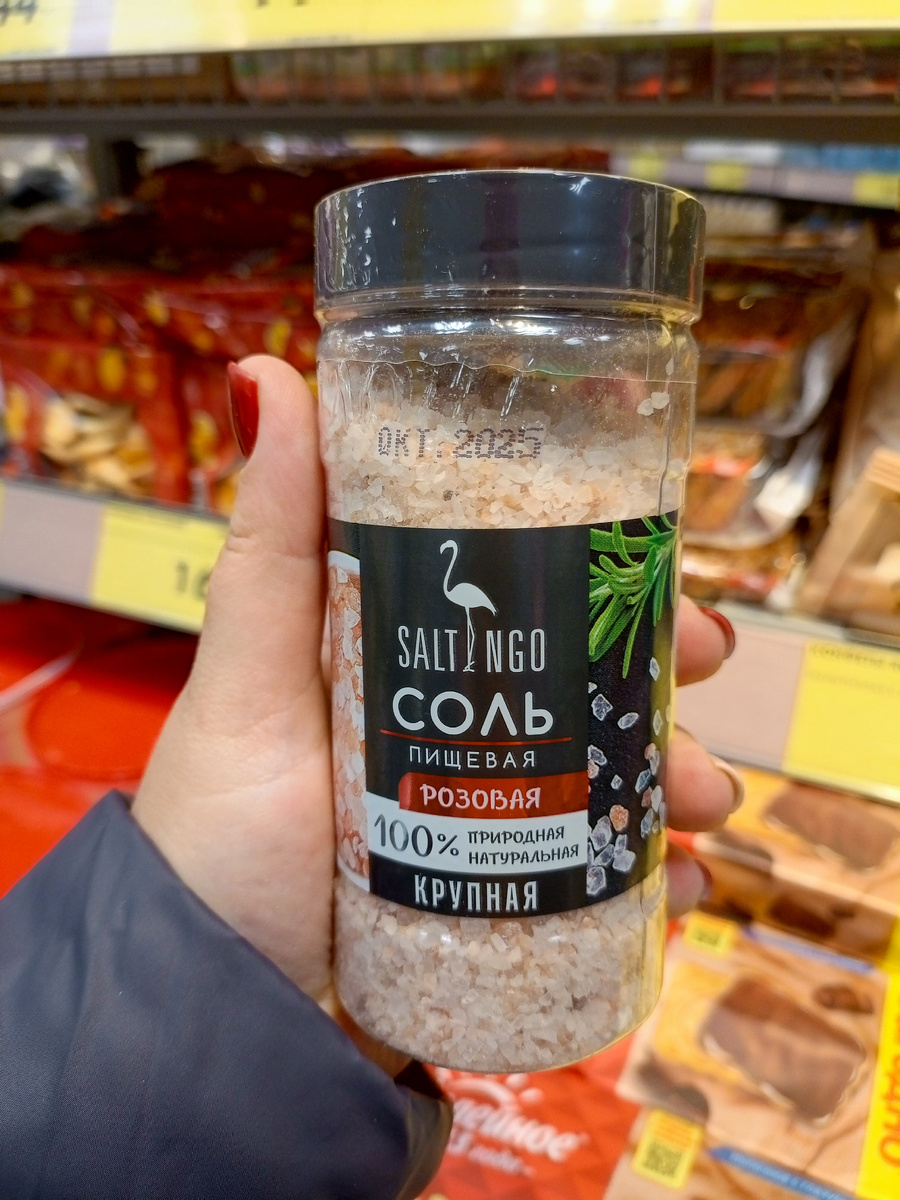 ОКТ.2025
SALTINGO
СОЛЬ
ПИЩЕВАЯ
РОЗОВАЯ
100% ПРИРОДНАЯ
НАТУРАЛЬНАЯ
КРУПНАЯ